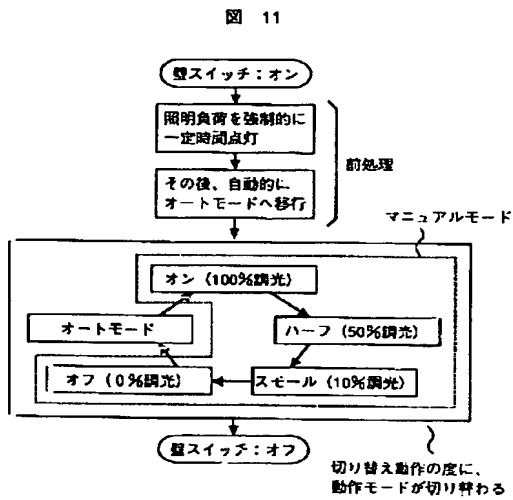 図 11
壁スイッチ：オン
照明負荷を強制的に
一定時間点灯
その後、自動的に
オートモードへ移行
前処理
マニュアルモード
オン（100％調光）
オートモード
ハーフ（50％調光）
オフ（0％調光）
スモール（10％調光）
壁スイッチ：オフ
切り替え動作の度に、
動作モードが切り替わる